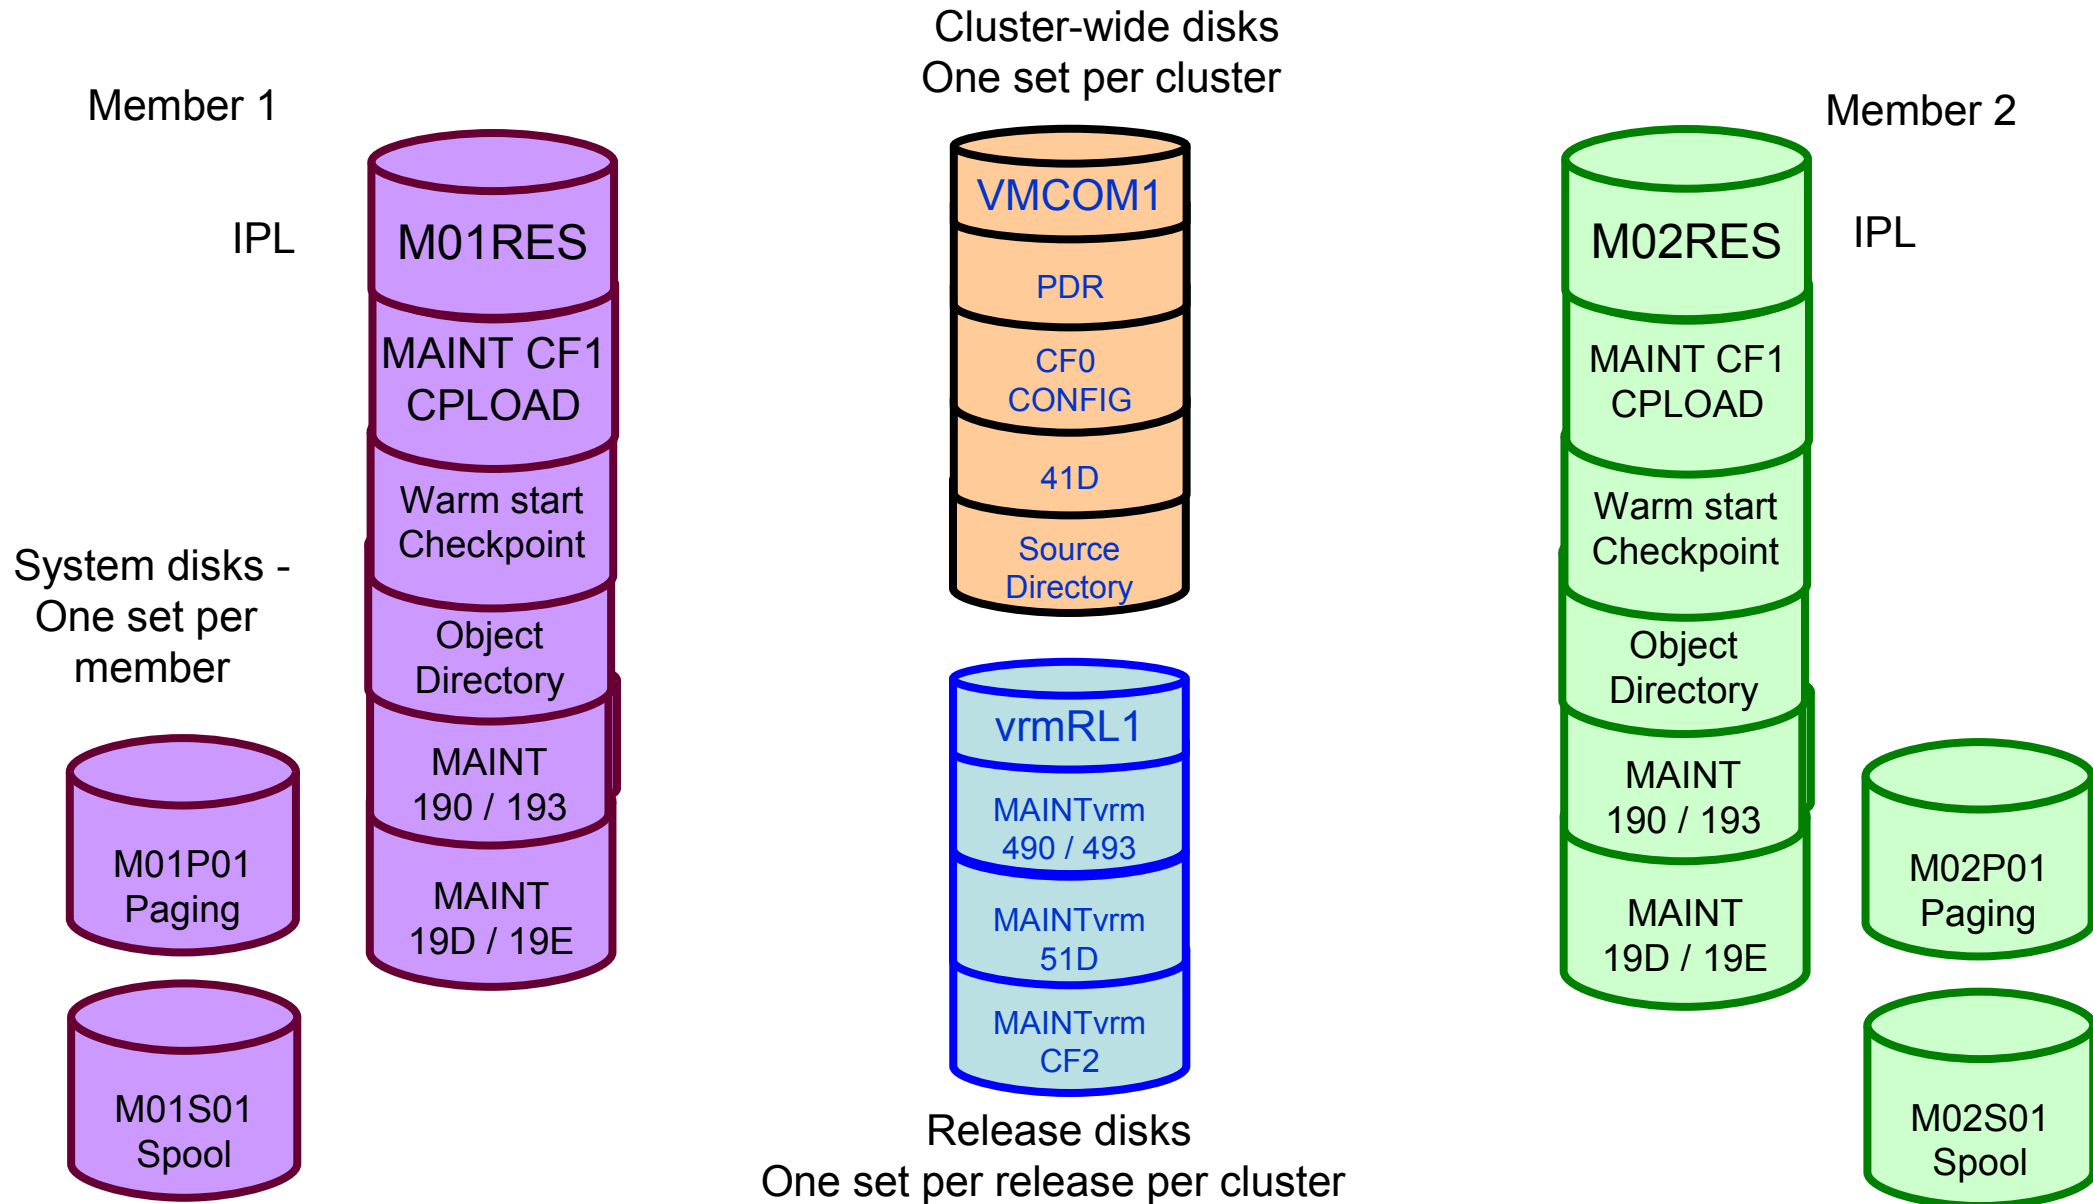 Cluster-wide disks
One set per cluster
Member 1
Member 2
IPL
M01RES
MAINT CF1
CPLOAD
Warm start
Checkpoint
Object
Directory
MAINT
190 / 193
MAINT
19D / 19E
System disks -
One set per
member
M01P01
Paging
M01S01
Spool
VMCOM1
PDR
CF0
CONFIG
41D
Source
Directory
vrmRL1
MAINTvrm
490 / 493
MAINTvrm
51D
MAINTvrm
CF2
Release disks
One set per release per cluster
M02RES
IPL
MAINT CF1
CPLOAD
Warm start
Checkpoint
Object
Directory
MAINT
190 / 193
MAINT
19D / 19E
M02P01
Paging
M02S01
Spool